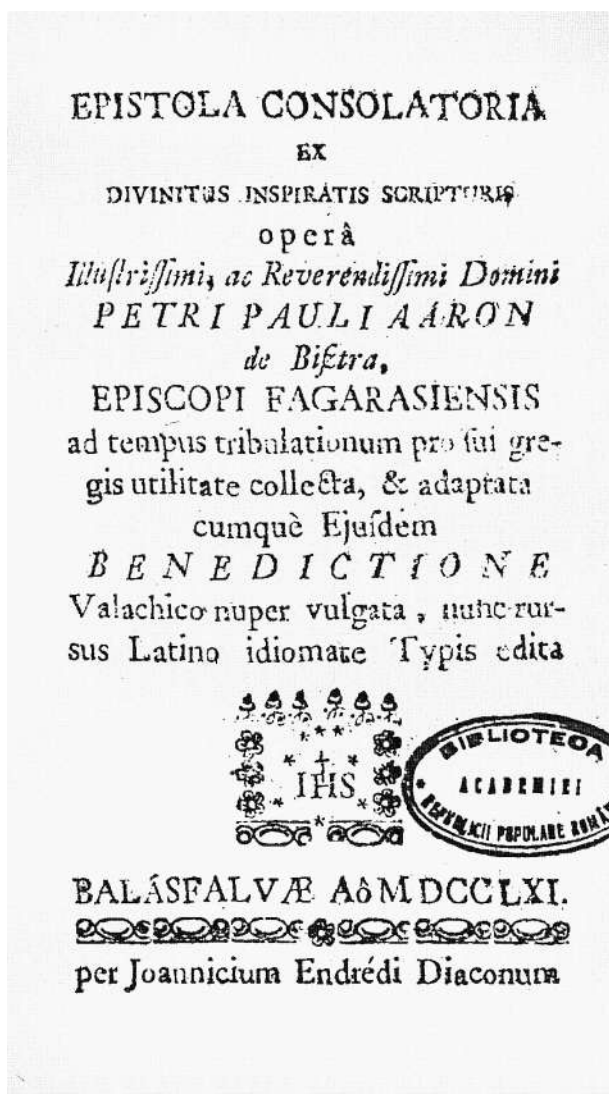 EPISTOLA CONSOLATORIA
EX
DIVINITUS INSPIRATIS SCRIPTURIS
operâ
Illuſtriſſimi, ac Reverendiſſimi Domini
PETRI PAULI AARON
de Biſtra,
EPISCOPI FAGARASIENSIS
ad tempus tribulationum pro ſui gre-
gis utilitate collecta, & adaptata
cumquè Ejuſdem
BENEDICTIONE
Valachico nuper vulgata, nunc rur-
sus Latino idiomate Typis edita
IHS
BIBLIOTECA
ACADEMIEI
REPUBLICII POPULARE ROMÂ
BALÁSFALVÆ Aô MDCCLXI.
per Joannicium Endrédi Diaconum